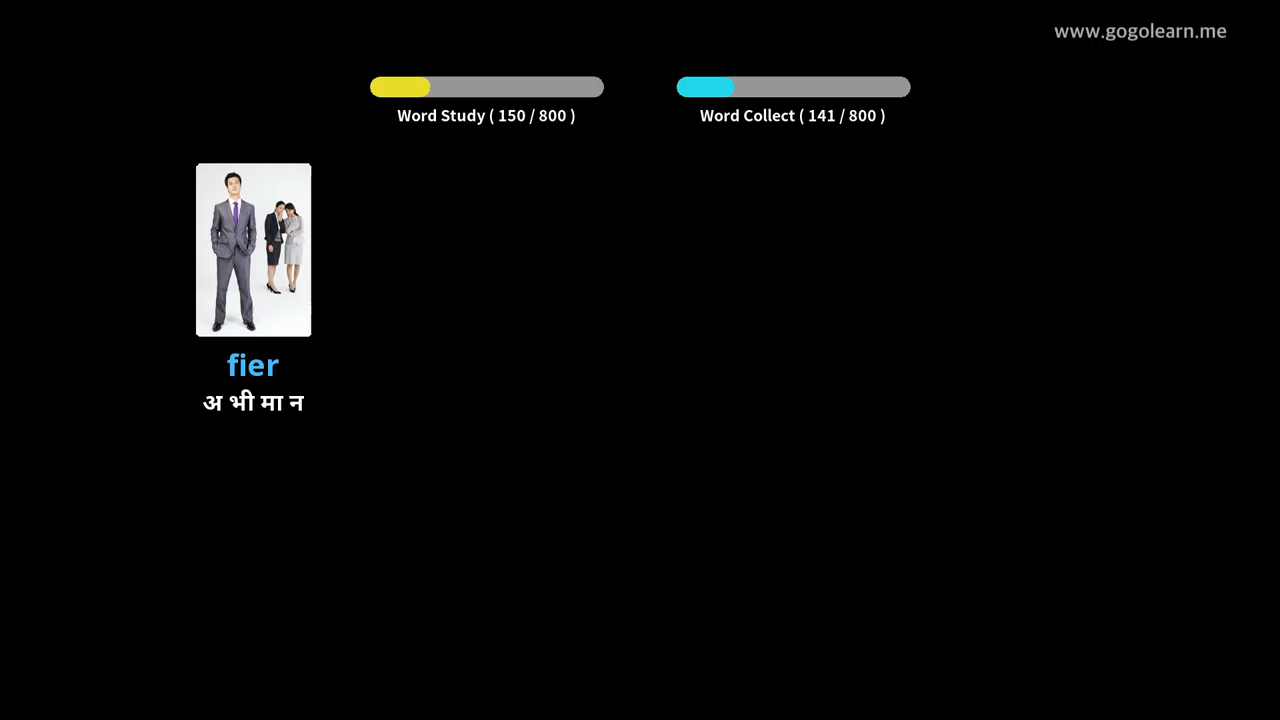 www.gogolearn.me
Word Study ( 150 / 800 )
Word Collect ( 141 / 800 )
fier
अ भी मा न